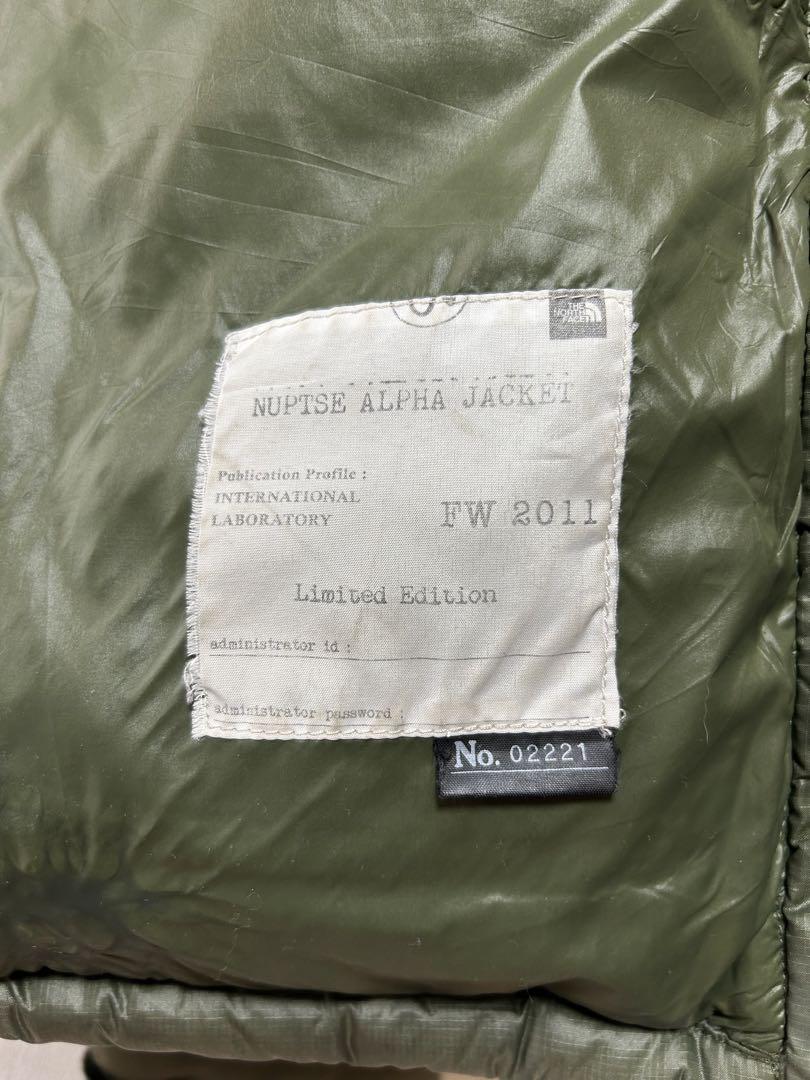 THE
NORTH
FACE
NUPTSE ALPHA JACKET
Publication Profile :
INTERNATIONAL
LABORATORY
FW 2011
Limited Edition
administrator id :
administrator password :
No. 02221